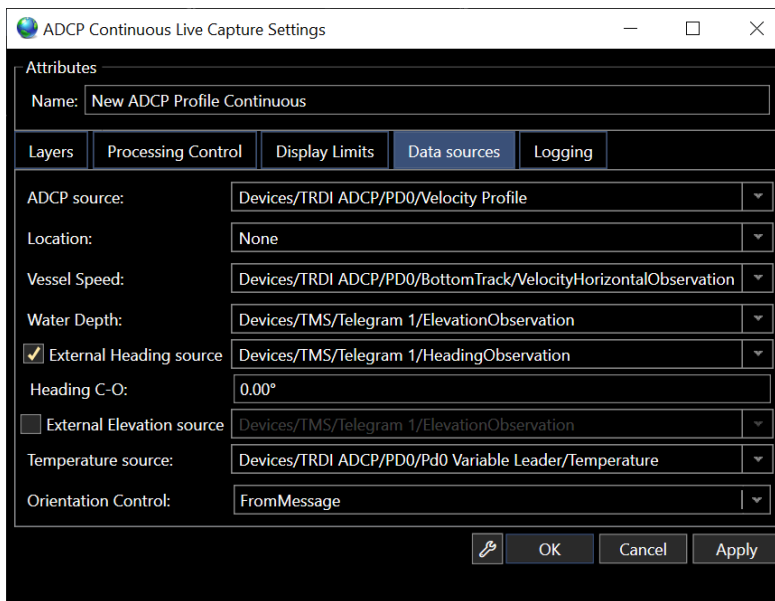 ADCP Continuous Live Capture Settings
Attributes
Name: New ADCP Profile Continuous
Layers Processing Control Display Limits Data sources Logging
ADCP source: Devices/TRDI ADCP/PD0/Velocity Profile
Location: None
Vessel Speed: Devices/TRDI ADCP/PD0/BottomTrack/VelocityHorizontalObservation
Water Depth: Devices/TMS/Telegram 1/ElevationObservation
External Heading source Devices/TMS/Telegram 1/HeadingObservation
Heading C-O: 0.00°
External Elevation source Devices/TMS/Telegram 1/ElevationObservation
Temperature source: Devices/TRDI ADCP/PD0/Pd0 Variable Leader/Temperature
Orientation Control: FromMessage
OK Cancel Apply